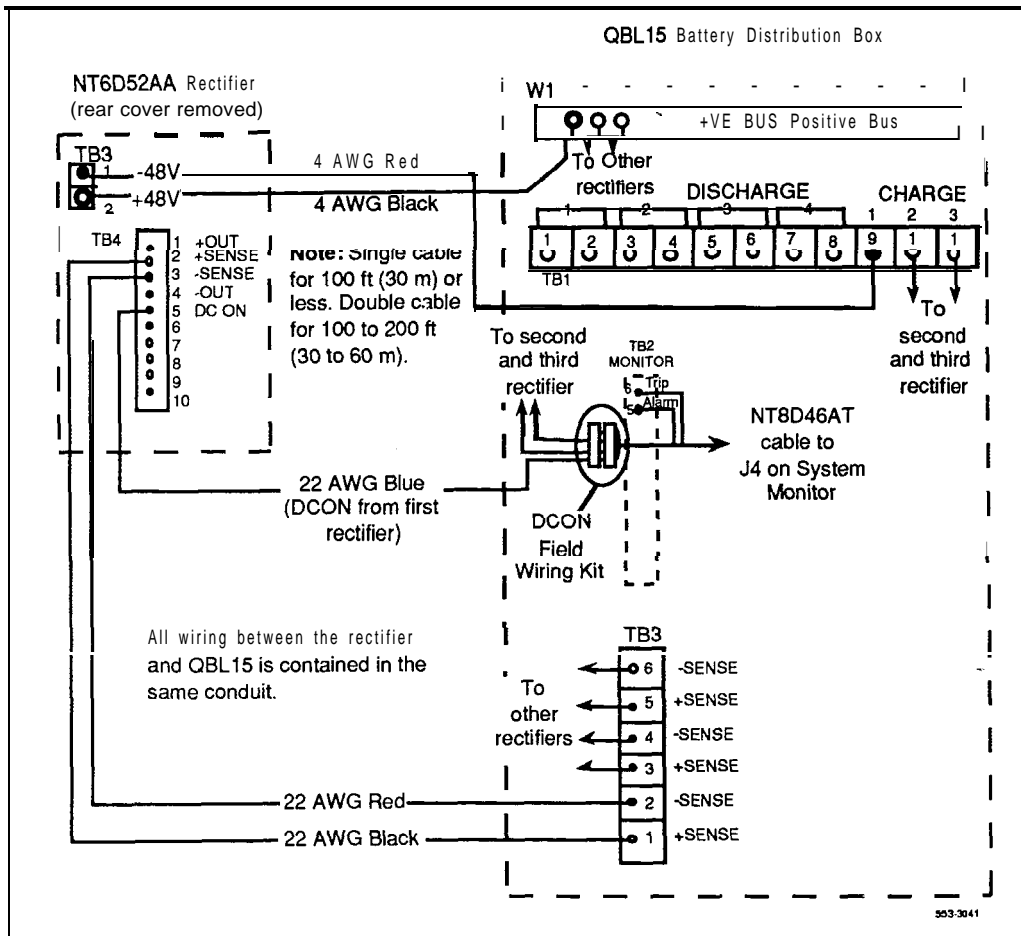 QBL15 Battery Distribution Box
NT6D52AA Rectifier
(rear cover removed)
W1
+VE BUS Positive Bus
To Other
rectifiers
TB3
1 -48V
2 +48V
4 AWG Red
4 AWG Black
DISCHARGE
CHARGE
1 2 3 4 1 2 3
1 2 3 4 5 6 7 8 9 1 1
TB1
TB4
1 +OUT
2 +SENSE
3 -SENSE
4 -OUT
5 DC ON
6
7
8
9
10
Note: Single cable
for 100 ft (30 m) or
less. Double cable
for 100 to 200 ft
(30 to 60 m).
To second
and third
rectifier
TB2
MONITOR
6 Trip
5 Alarm
To
second
and third
rectifier
NT8D46AT
cable to
J4 on System
Monitor
22 AWG Blue
(DCON from first
rectifier)
DCON
Field
Wiring Kit
All wiring between the rectifier
and QBL15 is contained in the
same conduit.
TB3
6 -SENSE
5 +SENSE
4 -SENSE
3 +SENSE
2 -SENSE
1 +SENSE
To
other
rectifiers
22 AWG Red
22 AWG Black
553-3041